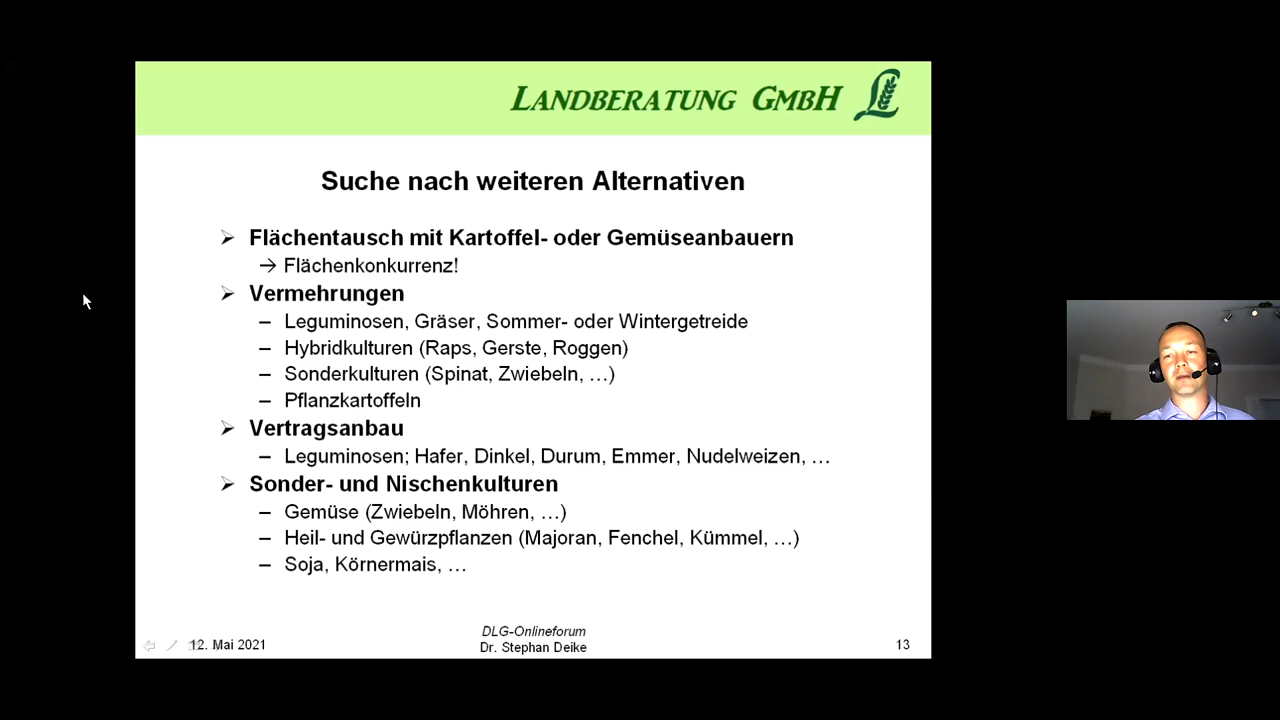 LANDBERATUNG GMBH
Suche nach weiteren Alternativen
➢ Flächentausch mit Kartoffel- oder Gemüseanbauern
→ Flächenkonkurrenz!
➢ Vermehrungen
– Leguminosen, Gräser, Sommer- oder Wintergetreide
– Hybridkulturen (Raps, Gerste, Roggen)
– Sonderkulturen (Spinat, Zwiebeln, …)
– Pflanzkartoffeln
➢ Vertragsanbau
– Leguminosen; Hafer, Dinkel, Durum, Emmer, Nudelweizen, …
➢ Sonder- und Nischenkulturen
– Gemüse (Zwiebeln, Möhren, …)
– Heil- und Gewürzpflanzen (Majoran, Fenchel, Kümmel, …)
– Soja, Körnermais, …
12. Mai 2021
DLG-Onlineforum
Dr. Stephan Deike
13